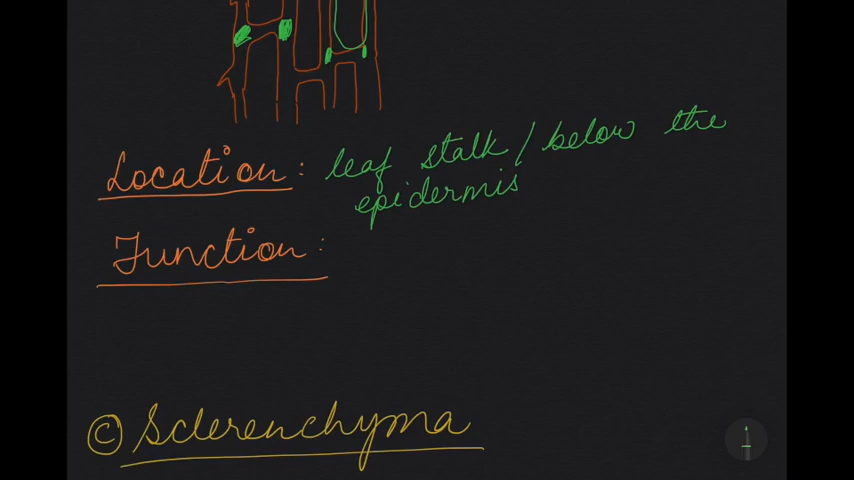 Location: leaf stalk / below the
epidermis
Function:
© Sclerenchyma